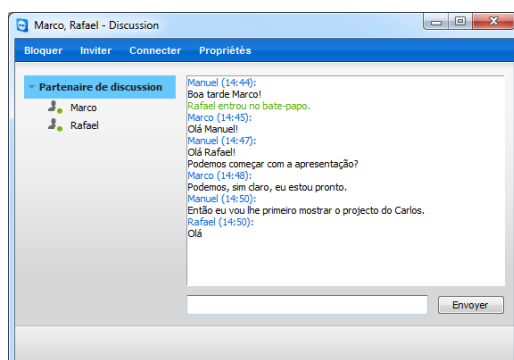 Marco, Rafael - Discussion
Bloquer Inviter Connecter Propriétés
Partenaire de discussion
Marco
Rafael
Manuel (14:44):
Boa tarde Marco!
Rafael entrou no bate-papo.
Marco (14:45):
Olá Manuel!
Manuel (14:47):
Olá Rafael!
Podemos começar com a apresentação?
Marco (14:48):
Podemos, sim claro, eu estou pronto.
Manuel (14:50):
Então eu vou lhe primeiro mostrar o projecto do Carlos.
Rafael (14:50):
Olá
Envoyer